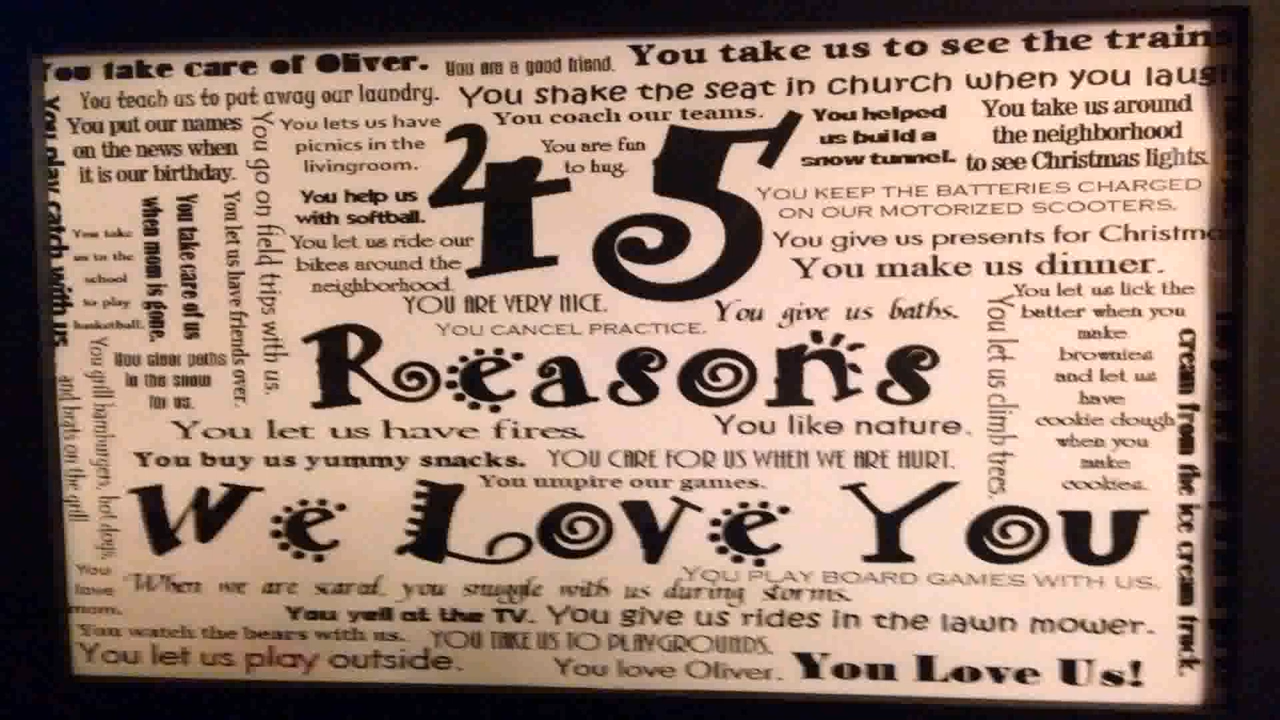 You take care of Oliver.
You are a good friend.
You take us to see the trains
You teach us to put away our laundry.
You shake the seat in church when you laugh
You put our names
on the news when
it is our birthday.
You go on field trips with us.
You lets us have
picnics in the
livingroom.
You coach our teams.
You are fun
to hug.
You helped
us build a
snow tunnel.
You take us around
the neighborhood
to see Christmas lights.
You play catch with us.
You help us
with softball.
45
YOU KEEP THE BATTERIES CHARGED
ON OUR MOTORIZED SCOOTERS.
You take
us to the
school
to play
basketball.
when mom is gone.
You take care of us
You let us have friends over.
You let us ride our
bikes around the
neighborhood.
You give us presents for Christma
You make us dinner.
YOU ARE VERY NICE.
You give us baths.
YOU CANCEL PRACTICE.
You let us lick the
batter when you
make
brownies
and let us
have
cookie dough
when you
make
cookies.
You let us climb trees.
cream from the ice cream truck.
Reasons
You clear paths
in the snow
for us.
You grill hamburgers, hot dogs,
and brats on the grill
You let us have fires.
You like nature.
You buy us yummy snacks.
YOU CARE FOR US WHEN WE ARE HURT.
You umpire our games.
We Love You
You
love
mom.
When we are scared, you snuggle with us during storms.
YOU PLAY BOARD GAMES WITH US.
You yell at the TV.
You give us rides in the lawn mower.
You watch the bears with us.
YOU TAKE US TO PLAYGROUNDS.
You let us play outside.
You love Oliver.
You Love Us!